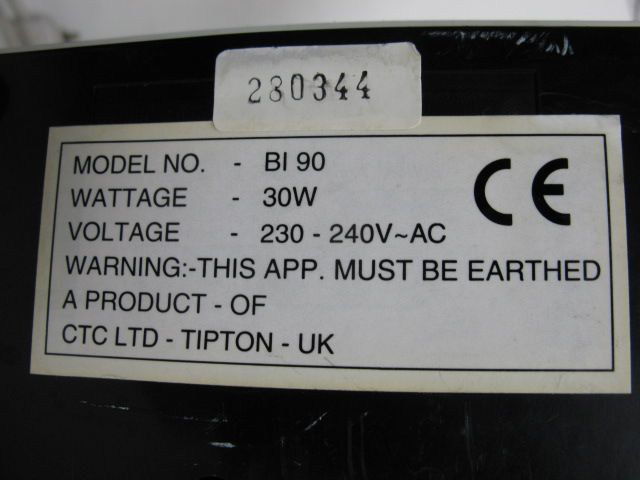 280344
MODEL NO. - BI 90
WATTAGE - 30W
VOLTAGE - 230 - 240V~AC
WARNING:-THIS APP. MUST BE EARTHED
A PRODUCT - OF
CTC LTD - TIPTON - UK
CE